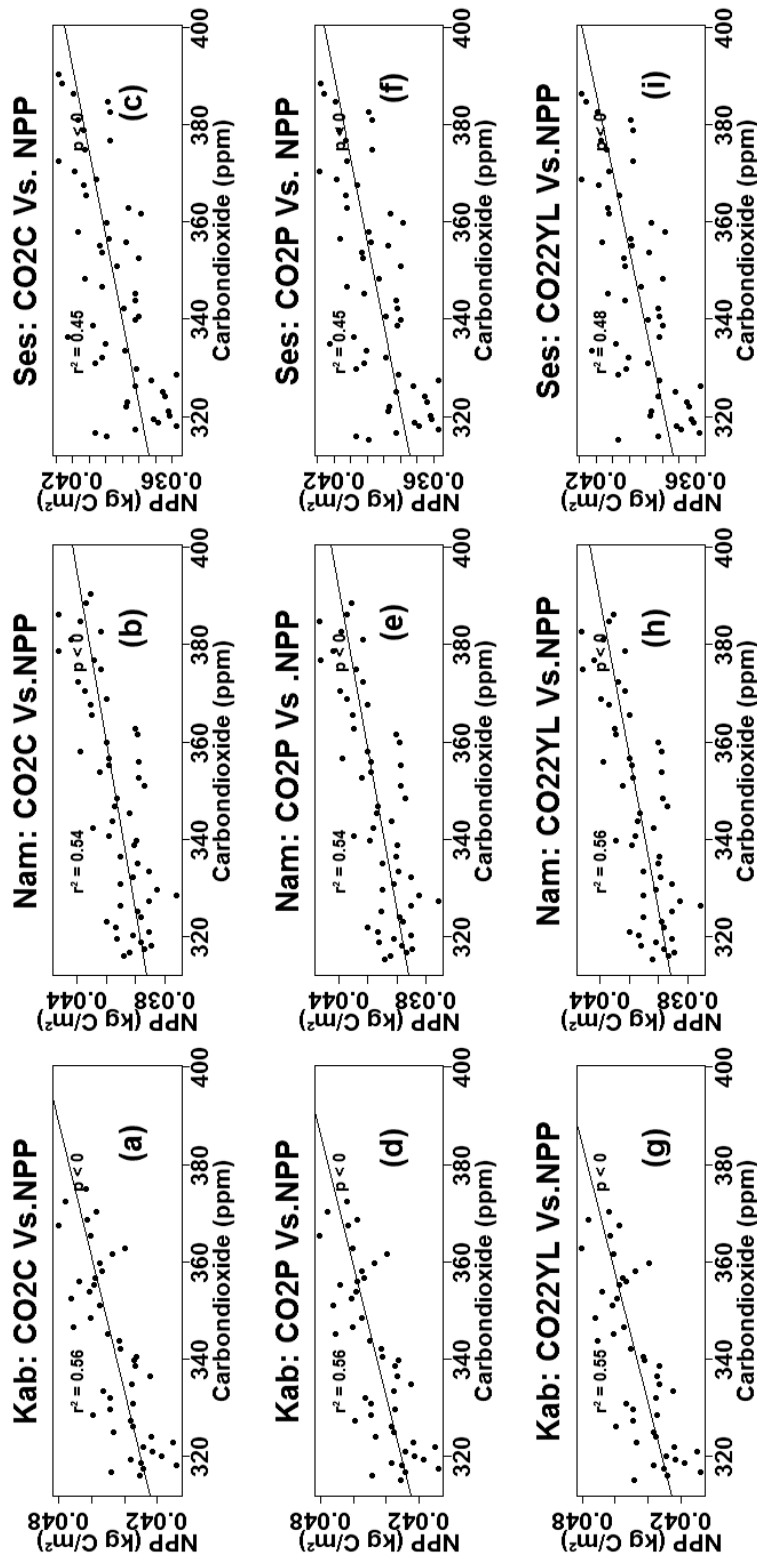 Kab: CO2C Vs.NPP
NPP (kg C/m²)
0.042 0.048
r² = 0.56
p < 0
(a)
320 340 360 380 400
Carbondioxide (ppm)
Nam: CO2C Vs.NPP
NPP (kg C/m²)
0.038 0.044
r² = 0.54
p < 0
(b)
320 340 360 380 400
Carbondioxide (ppm)
Ses: CO2C Vs. NPP
NPP (kg C/m²)
0.036 0.042
r² = 0.45
p < 0
(c)
320 340 360 380 400
Carbondioxide (ppm)
Kab: CO2P Vs.NPP
NPP (kg C/m²)
0.042 0.048
r² = 0.56
p < 0
(d)
320 340 360 380 400
Carbondioxide (ppm)
Nam: CO2P Vs .NPP
NPP (kg C/m²)
0.038 0.044
r² = 0.54
p < 0
(e)
320 340 360 380 400
Carbondioxide (ppm)
Ses: CO2P Vs. NPP
NPP (kg C/m²)
0.036 0.042
r² = 0.45
p < 0
(f)
320 340 360 380 400
Carbondioxide (ppm)
Kab: CO22YL Vs.NPP
NPP (kg C/m²)
0.042 0.048
r² = 0.55
p < 0
(g)
320 340 360 380 400
Carbondioxide (ppm)
Nam: CO22YL Vs.NPP
NPP (kg C/m²)
0.038 0.044
r² = 0.56
p < 0
(h)
320 340 360 380 400
Carbondioxide (ppm)
Ses: CO22YL Vs.NPP
NPP (kg C/m²)
0.036 0.042
r² = 0.48
p < 0
(i)
320 340 360 380 400
Carbondioxide (ppm)